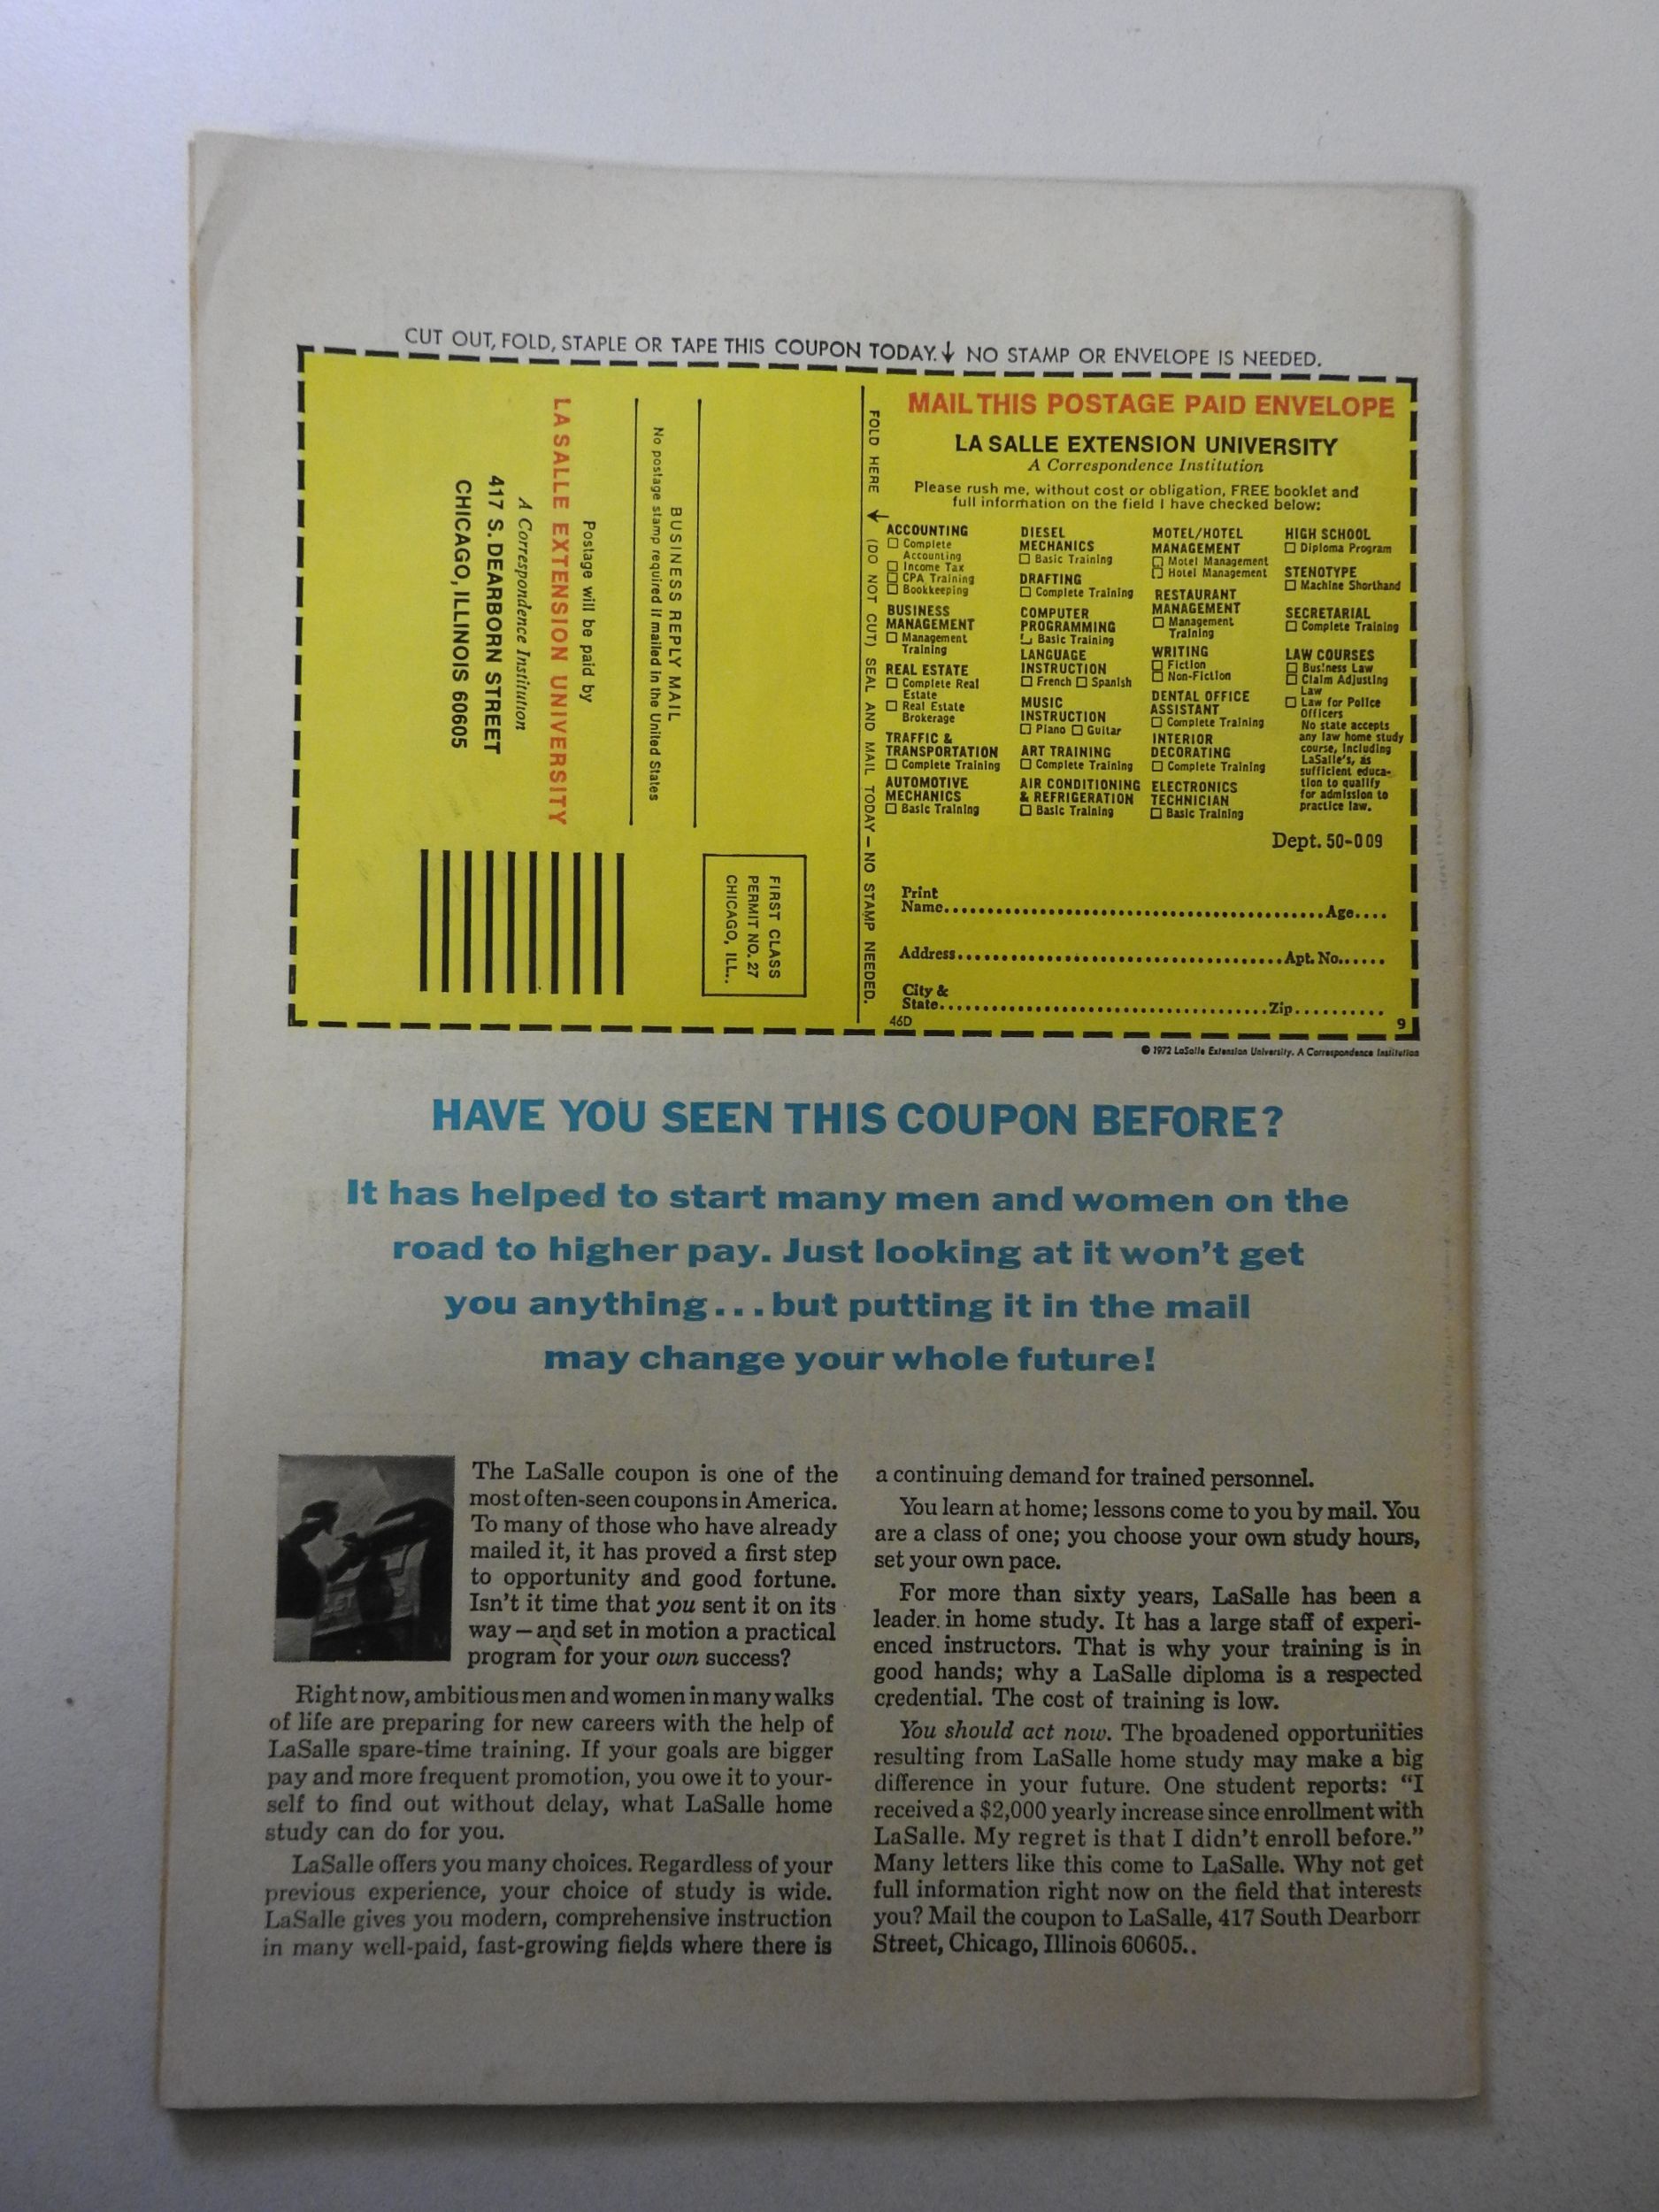 CUT OUT, FOLD, STAPLE OR TAPE THIS COUPON TODAY.↓ NO STAMP OR ENVELOPE IS NEEDED.
LA SALLE EXTENSION UNIVERSITY
A Correspondence Institution
417 S. DEARBORN STREET
CHICAGO, ILLINOIS 60605
Postage will be paid by
BUSINESS REPLY MAIL
No postage stamp required if mailed in the United States
FIRST CLASS
PERMIT NO. 27
CHICAGO, ILL..
FOLD HERE → (DO NOT CUT) SEAL AND MAIL TODAY — NO STAMP NEEDED.
MAIL THIS POSTAGE PAID ENVELOPE
LA SALLE EXTENSION UNIVERSITY
A Correspondence Institution
Please rush me, without cost or obligation, FREE booklet and
full information on the field I have checked below:
ACCOUNTING
☐ Complete
Accounting
☐ Income Tax
☐ CPA Training
☐ Bookkeeping
BUSINESS
MANAGEMENT
☐ Management
Training
REAL ESTATE
☐ Complete Real
Estate
☐ Real Estate
Brokerage
TRAFFIC &
TRANSPORTATION
☐ Complete Training
AUTOMOTIVE
MECHANICS
☐ Basic Training
DIESEL
MECHANICS
☐ Basic Training
DRAFTING
☐ Complete Training
COMPUTER
PROGRAMMING
☐ Basic Training
LANGUAGE
INSTRUCTION
☐ French ☐ Spanish
MUSIC
INSTRUCTION
☐ Piano ☐ Guitar
ART TRAINING
☐ Complete Training
AIR CONDITIONING
& REFRIGERATION
☐ Basic Training
MOTEL/HOTEL
MANAGEMENT
☐ Motel Management
☐ Hotel Management
RESTAURANT
MANAGEMENT
☐ Management
Training
WRITING
☐ Fiction
☐ Non-Fiction
DENTAL OFFICE
ASSISTANT
☐ Complete Training
INTERIOR
DECORATING
☐ Complete Training
ELECTRONICS
TECHNICIAN
☐ Basic Training
HIGH SCHOOL
☐ Diploma Program
STENOTYPE
☐ Machine Shorthand
SECRETARIAL
☐ Complete Training
LAW COURSES
☐ Business Law
☐ Claim Adjusting
Law
☐ Law for Police
Officers
No state accepts
any law home study
course, including
LaSalle's, as
sufficient educa-
tion to qualify
for admission to
practice law.
Dept. 50-009
Print
Name.............................................Age....
Address.....................................Apt. No......
City &
State.....................................Zip..........
46D 9
© 1972 LaSalle Extension University. A Correspondence Institution
HAVE YOU SEEN THIS COUPON BEFORE?
It has helped to start many men and women on the
road to higher pay. Just looking at it won't get
you anything...but putting it in the mail
may change your whole future!
The LaSalle coupon is one of the
most often-seen coupons in America.
To many of those who have already
mailed it, it has proved a first step
to opportunity and good fortune.
Isn't it time that you sent it on its
way — and set in motion a practical
program for your own success?
Right now, ambitious men and women in many walks
of life are preparing for new careers with the help of
LaSalle spare-time training. If your goals are bigger
pay and more frequent promotion, you owe it to your-
self to find out without delay, what LaSalle home
study can do for you.
LaSalle offers you many choices. Regardless of your
previous experience, your choice of study is wide.
LaSalle gives you modern, comprehensive instruction
in many well-paid, fast-growing fields where there is
a continuing demand for trained personnel.
You learn at home; lessons come to you by mail. You
are a class of one; you choose your own study hours,
set your own pace.
For more than sixty years, LaSalle has been a
leader in home study. It has a large staff of experi-
enced instructors. That is why your training is in
good hands; why a LaSalle diploma is a respected
credential. The cost of training is low.
You should act now. The broadened opportunities
resulting from LaSalle home study may make a big
difference in your future. One student reports: "I
received a $2,000 yearly increase since enrollment with
LaSalle. My regret is that I didn't enroll before."
Many letters like this come to LaSalle. Why not get
full information right now on the field that interests
you? Mail the coupon to LaSalle, 417 South Dearborn
Street, Chicago, Illinois 60605..